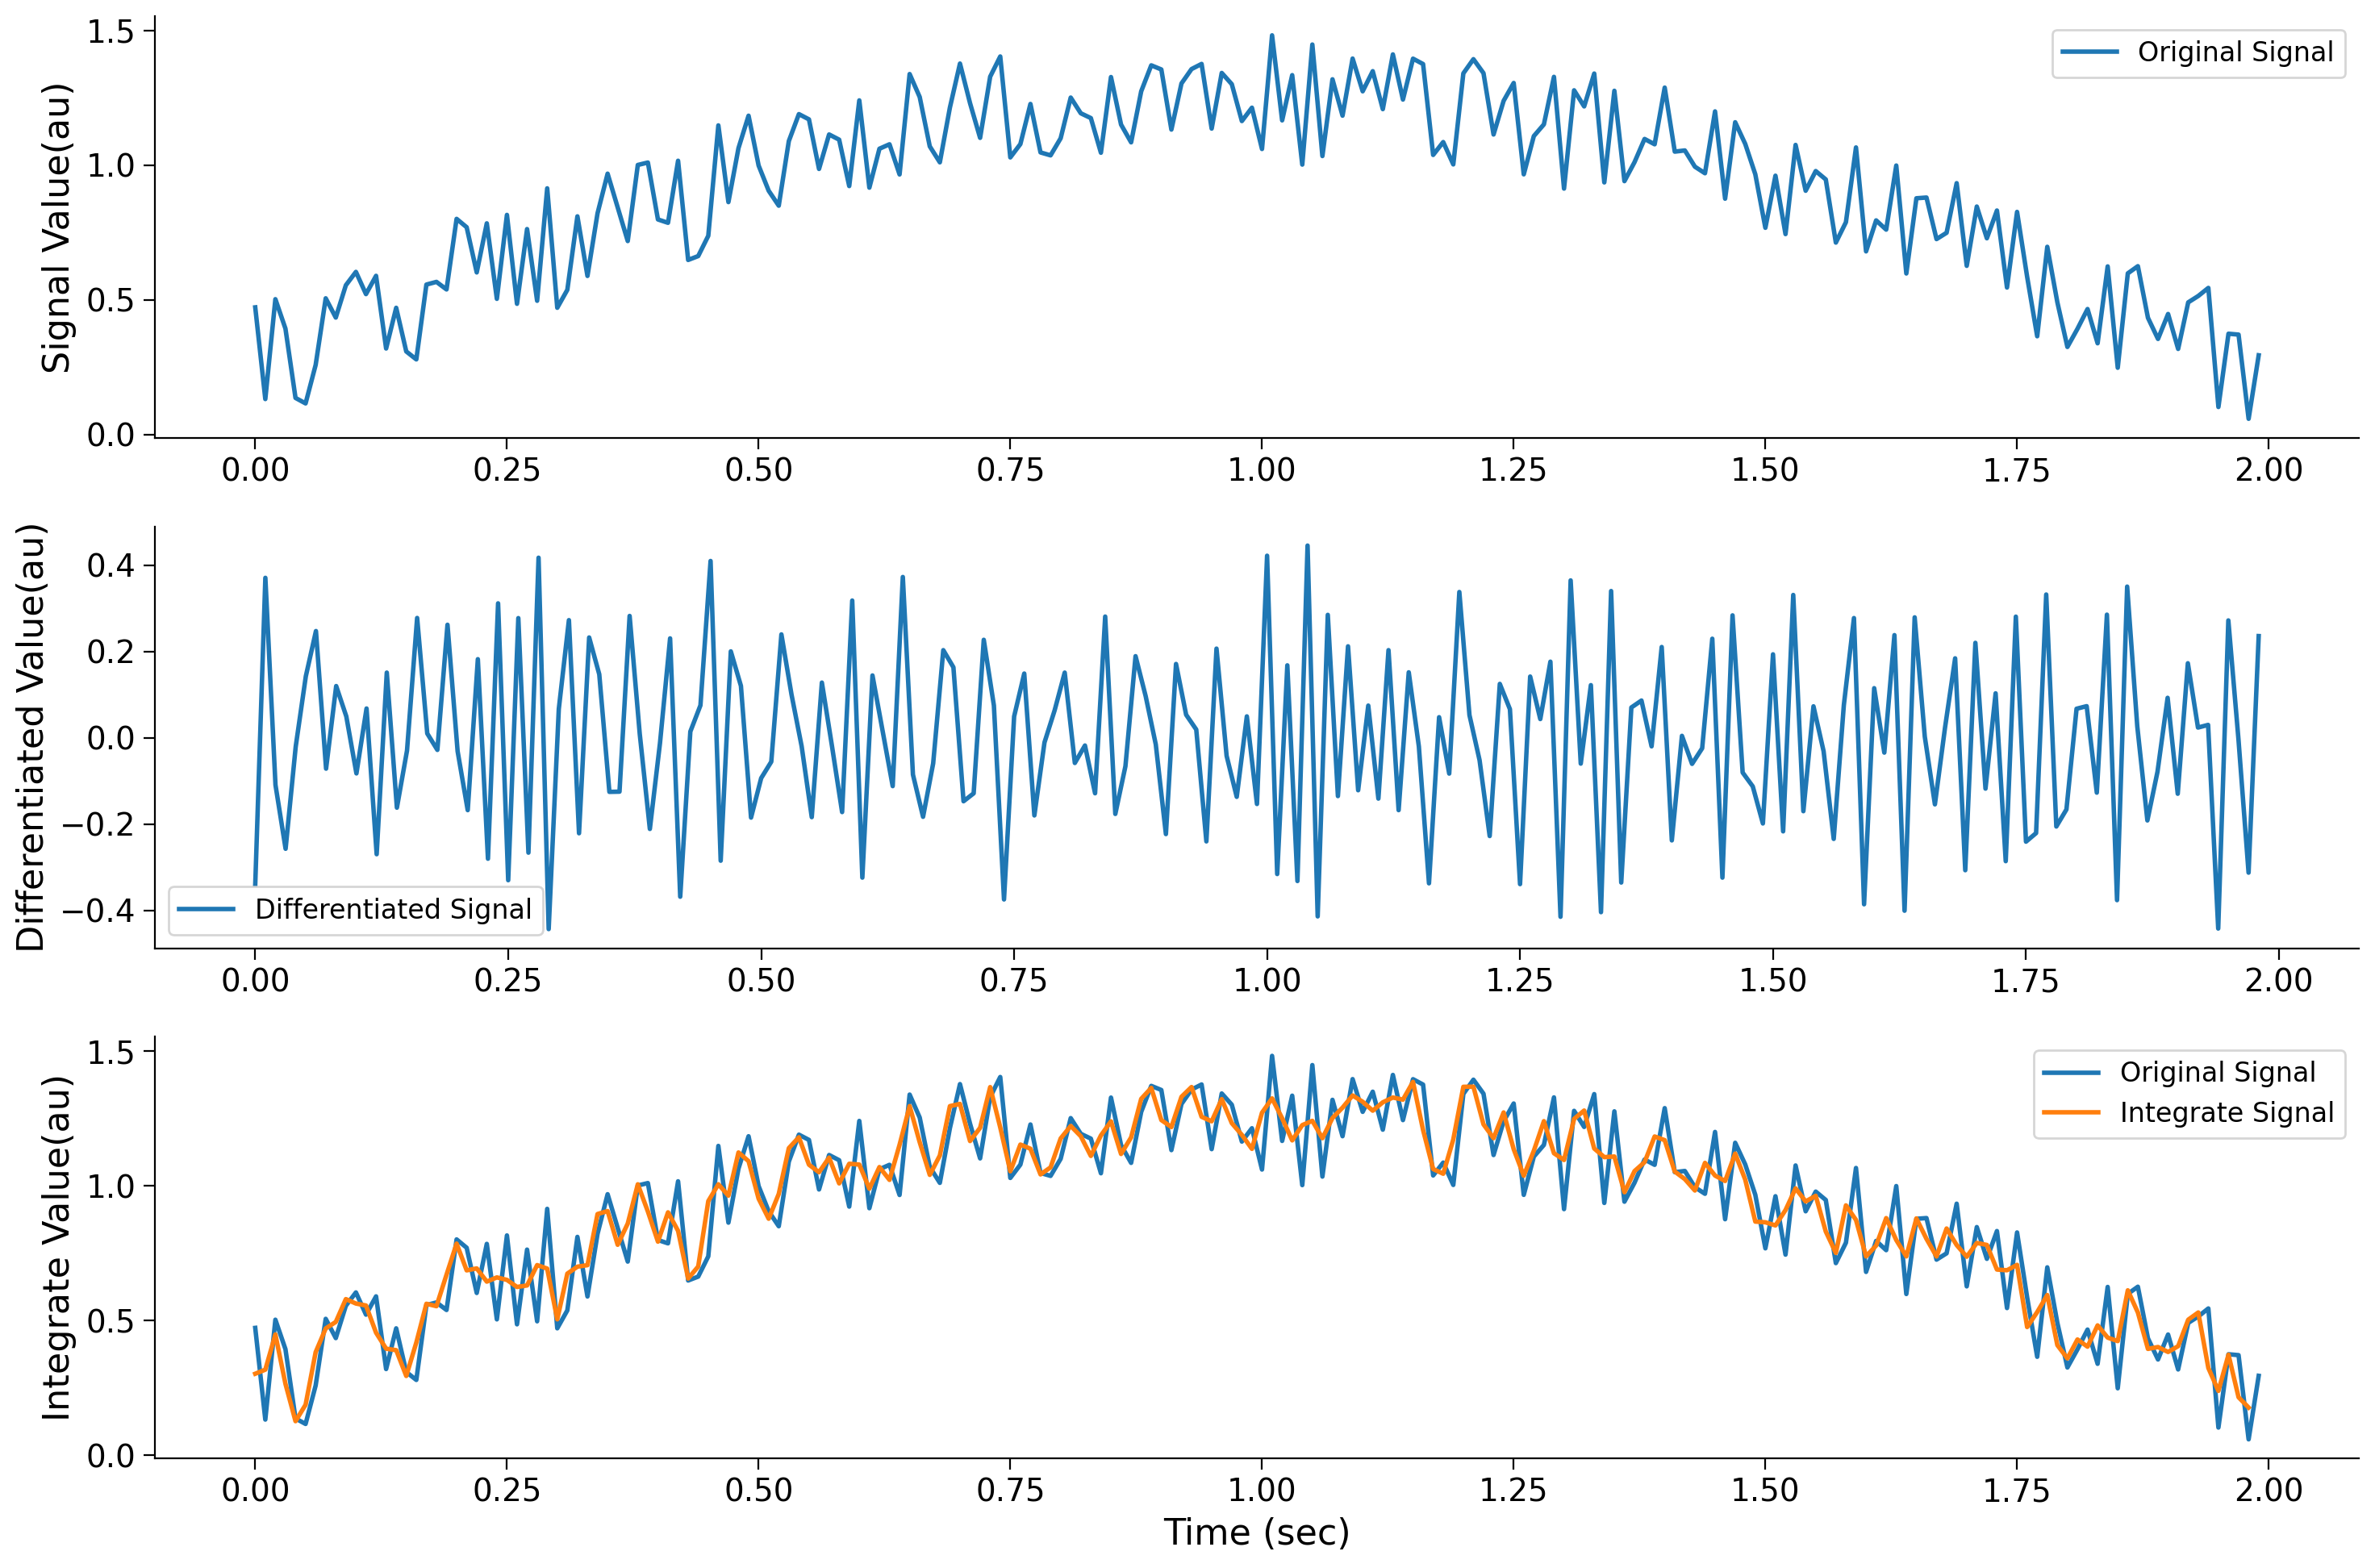 Signal Value(au)
1.5
1.0
0.5
0.0
Original Signal
0.00 0.25 0.50 0.75 1.00 1.25 1.50 1.75 2.00
Differentiated Value(au)
0.4
0.2
0.0
−0.2
−0.4
Differentiated Signal
0.00 0.25 0.50 0.75 1.00 1.25 1.50 1.75 2.00
Integrate Value(au)
1.5
1.0
0.5
0.0
Original Signal
Integrate Signal
0.00 0.25 0.50 0.75 1.00 1.25 1.50 1.75 2.00
Time (sec)